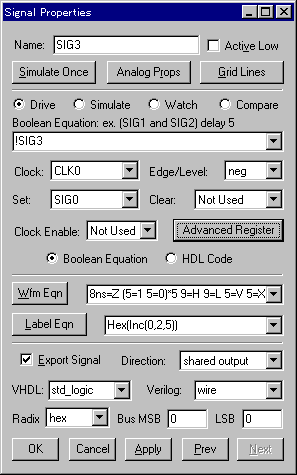 Signal Properties
Name: SIG3 Active Low
Simulate Once Analog Props Grid Lines
Drive Simulate Watch Compare
Boolean Equation: ex. (SIG1 and SIG2) delay 5
!SIG3
Clock: CLK0 Edge/Level: neg
Set: SIG0 Clear: Not Used
Clock Enable: Not Used Advanced Register
Boolean Equation HDL Code
Wfm Eqn 8ns=Z (5=1 5=0)*5 9=H 9=L 5=V 5=X
Label Eqn Hex(Inc(0,2,5))
Export Signal Direction: shared output
VHDL: std_logic Verilog: wire
Radix hex Bus MSB 0 LSB 0
OK Cancel Apply Prev Next